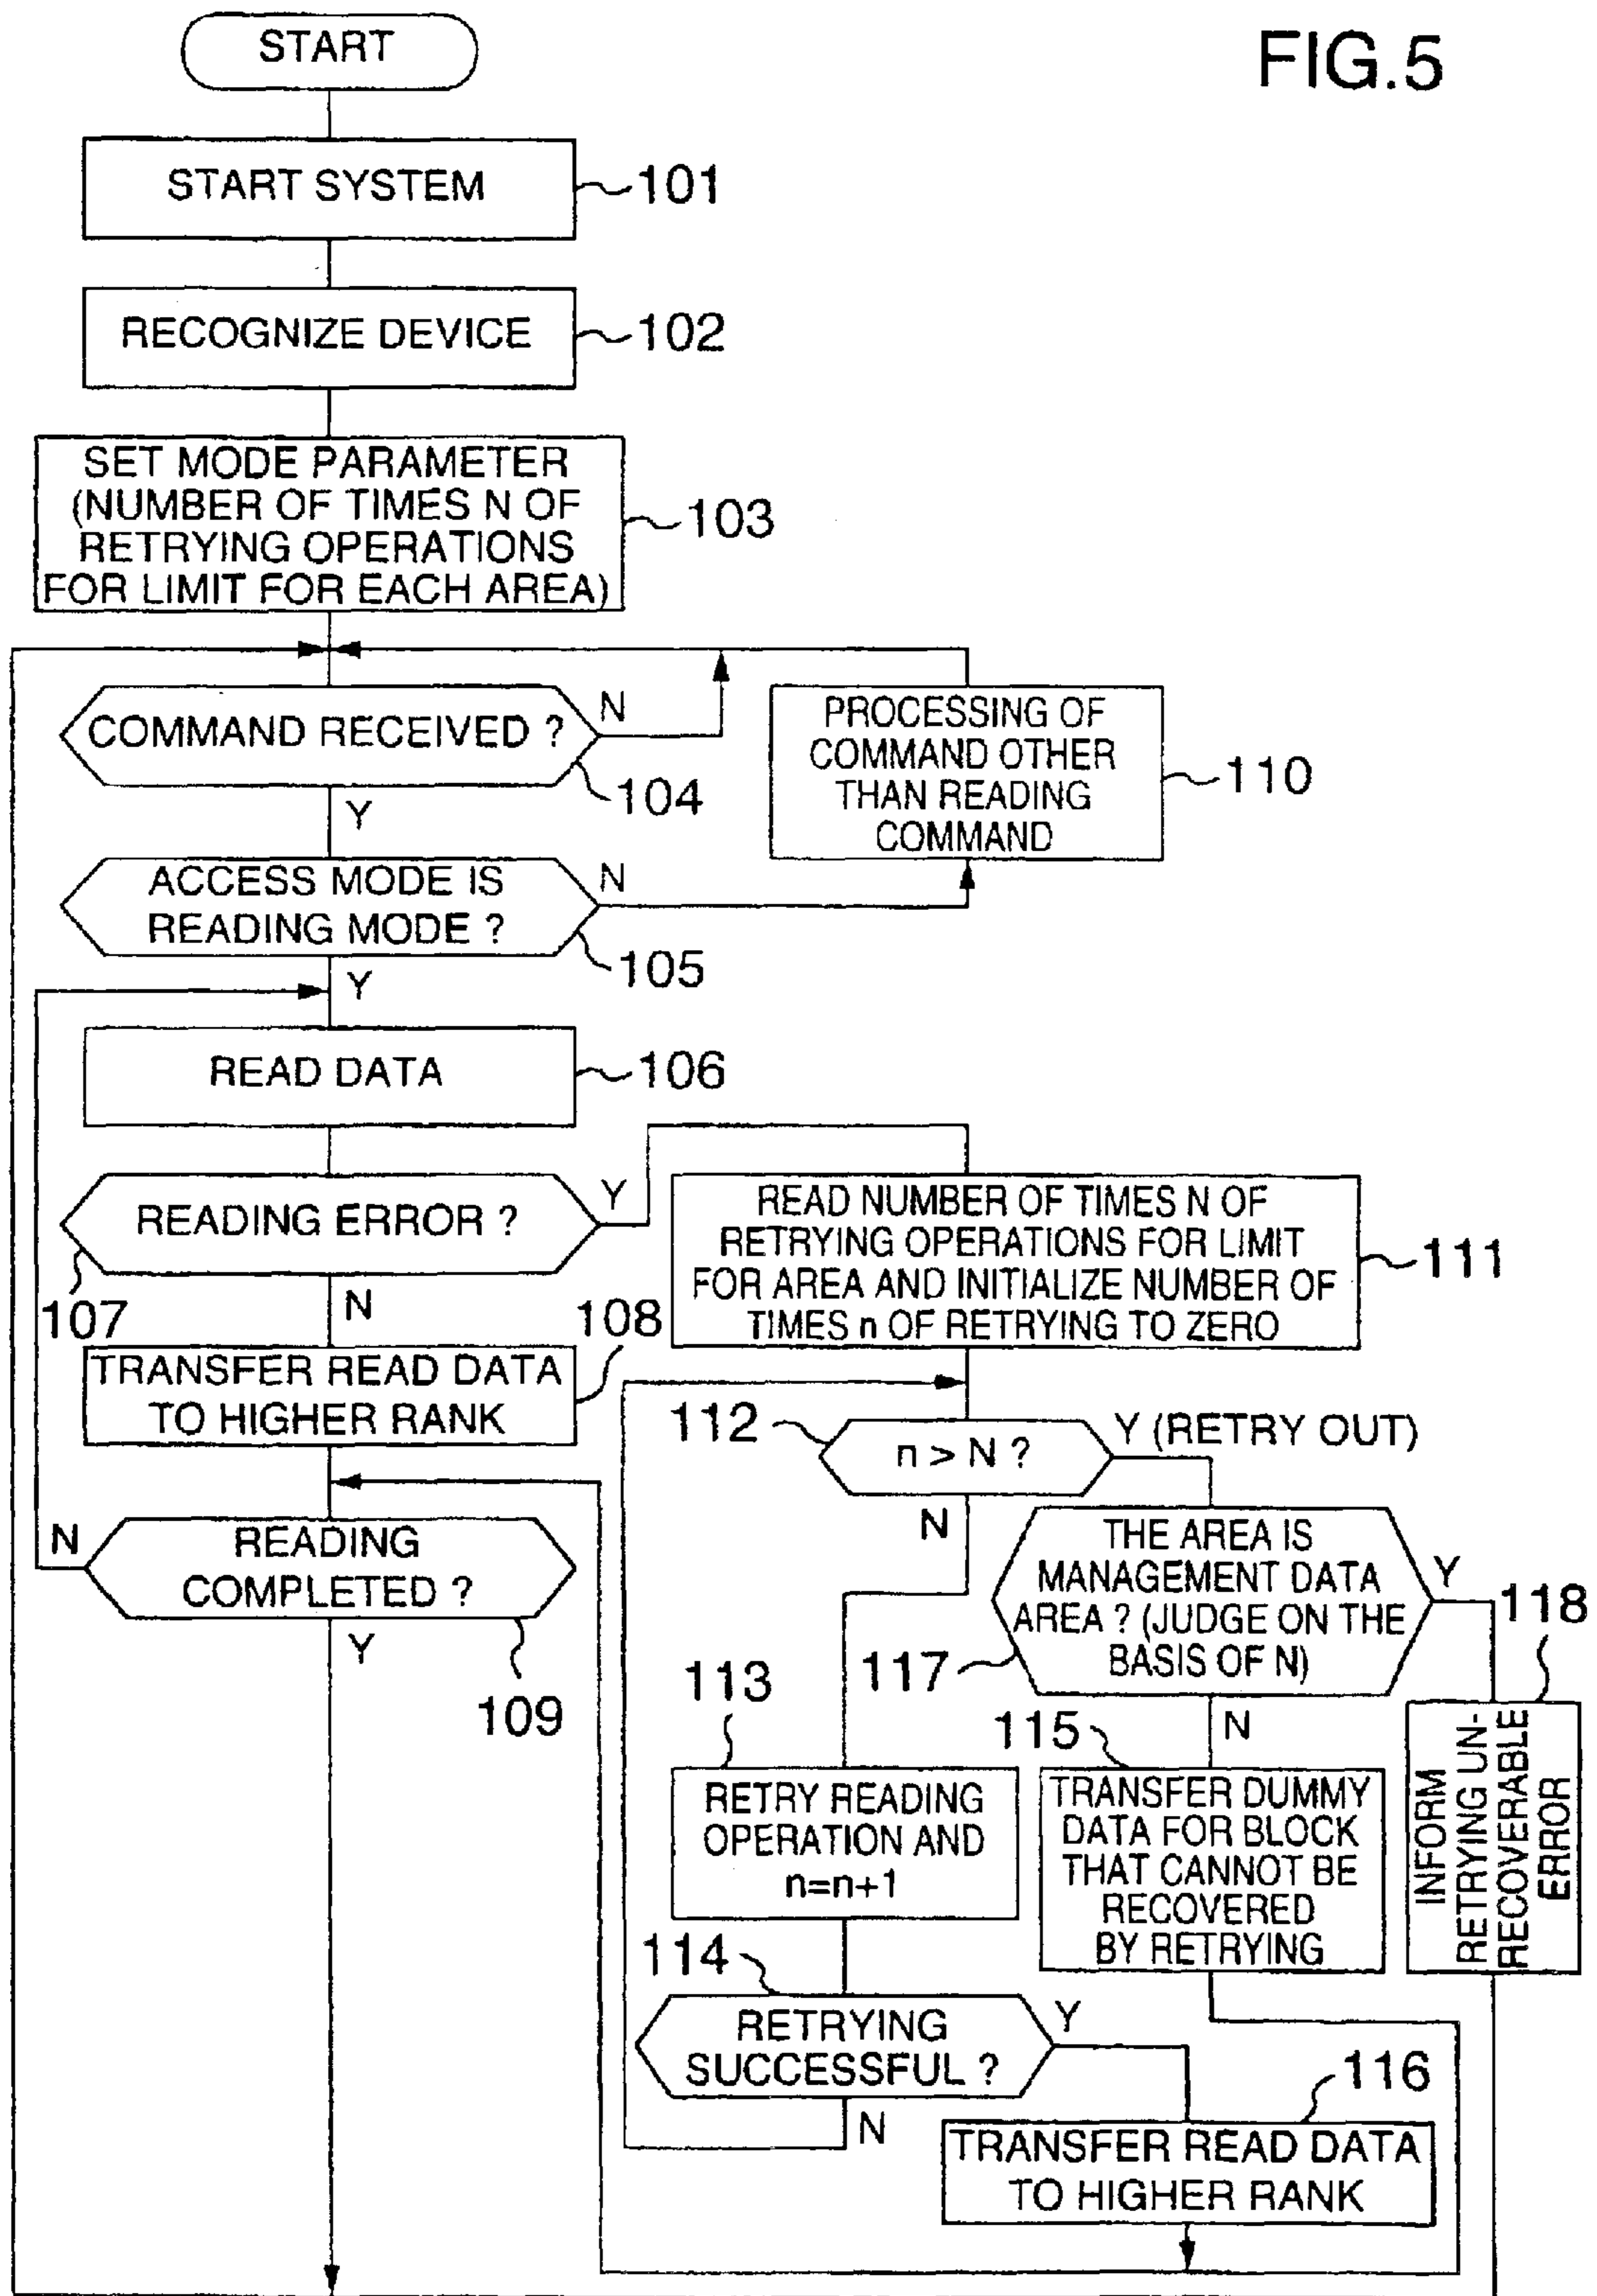 FIG.5
START
START SYSTEM
101
RECOGNIZE DEVICE
102
SET MODE PARAMETER
(NUMBER OF TIMES N OF
RETRYING OPERATIONS
FOR LIMIT FOR EACH AREA)
103
COMMAND RECEIVED ?
N
104
Y
PROCESSING OF
COMMAND OTHER
THAN READING
COMMAND
110
ACCESS MODE IS
READING MODE ?
N
105
Y
READ DATA
106
READING ERROR ?
Y
107
N
108
TRANSFER READ DATA
TO HIGHER RANK
READ NUMBER OF TIMES N OF
RETRYING OPERATIONS FOR LIMIT
FOR AREA AND INITIALIZE NUMBER OF
TIMES n OF RETRYING TO ZERO
111
112
n > N ?
Y (RETRY OUT)
N
READING
COMPLETED ?
N
109
Y
THE AREA IS
MANAGEMENT DATA
AREA ? (JUDGE ON THE
BASIS OF N)
Y
117
N
118
INFORM
RETRYING UN-
RECOVERABLE
ERROR
113
RETRY READING
OPERATION AND
n=n+1
115
TRANSFER DUMMY
DATA FOR BLOCK
THAT CANNOT BE
RECOVERED
BY RETRYING
114
RETRYING
SUCCESSFUL ?
Y
N
116
TRANSFER READ DATA
TO HIGHER RANK